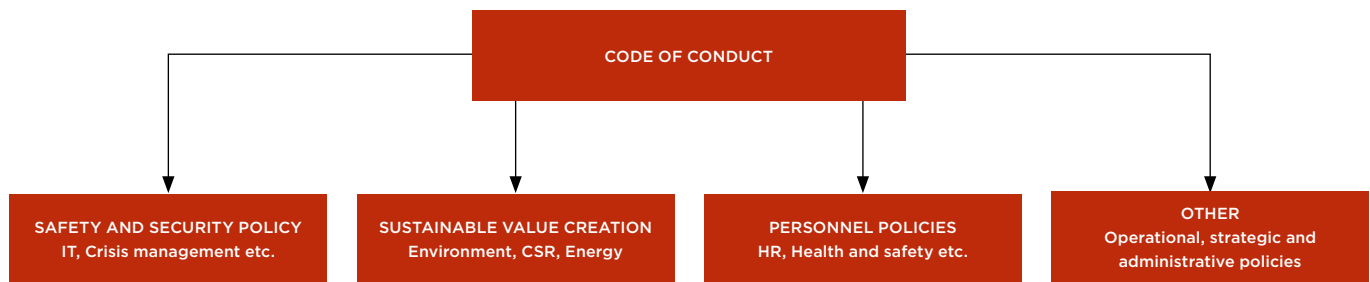 CODE OF CONDUCT
SAFETY AND SECURITY POLICY
IT, Crisis management etc.
SUSTAINABLE VALUE CREATION
Environment, CSR, Energy
PERSONNEL POLICIES
HR, Health and safety etc.
OTHER
Operational, strategic and
administrative policies